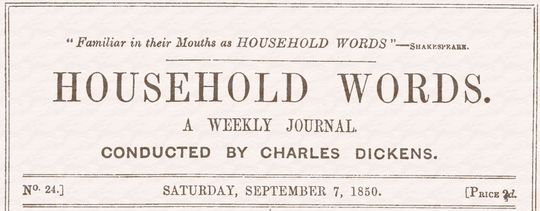 "Familiar in their Mouths as HOUSEHOLD WORDS"—SHAKESPEARE.
HOUSEHOLD WORDS.
A WEEKLY JOURNAL.
CONDUCTED BY CHARLES DICKENS.
No. 24.] SATURDAY, SEPTEMBER 7, 1850. [PRICE 2d.